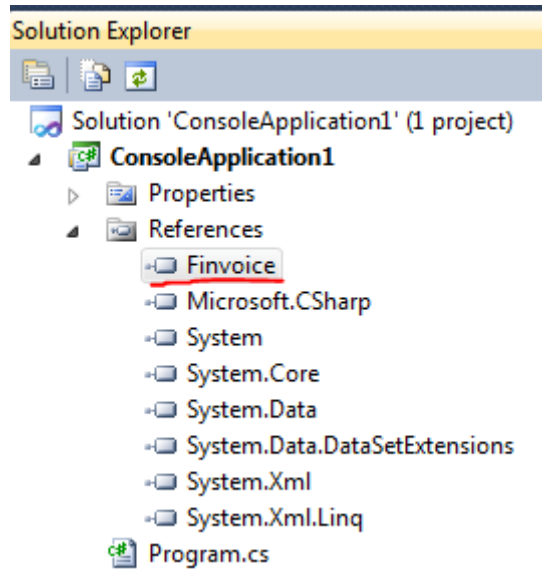 Solution Explorer
Solution 'ConsoleApplication1' (1 project)
ConsoleApplication1
Properties
References
Finvoice
Microsoft.CSharp
System
System.Core
System.Data
System.Data.DataSetExtensions
System.Xml
System.Xml.Linq
Program.cs